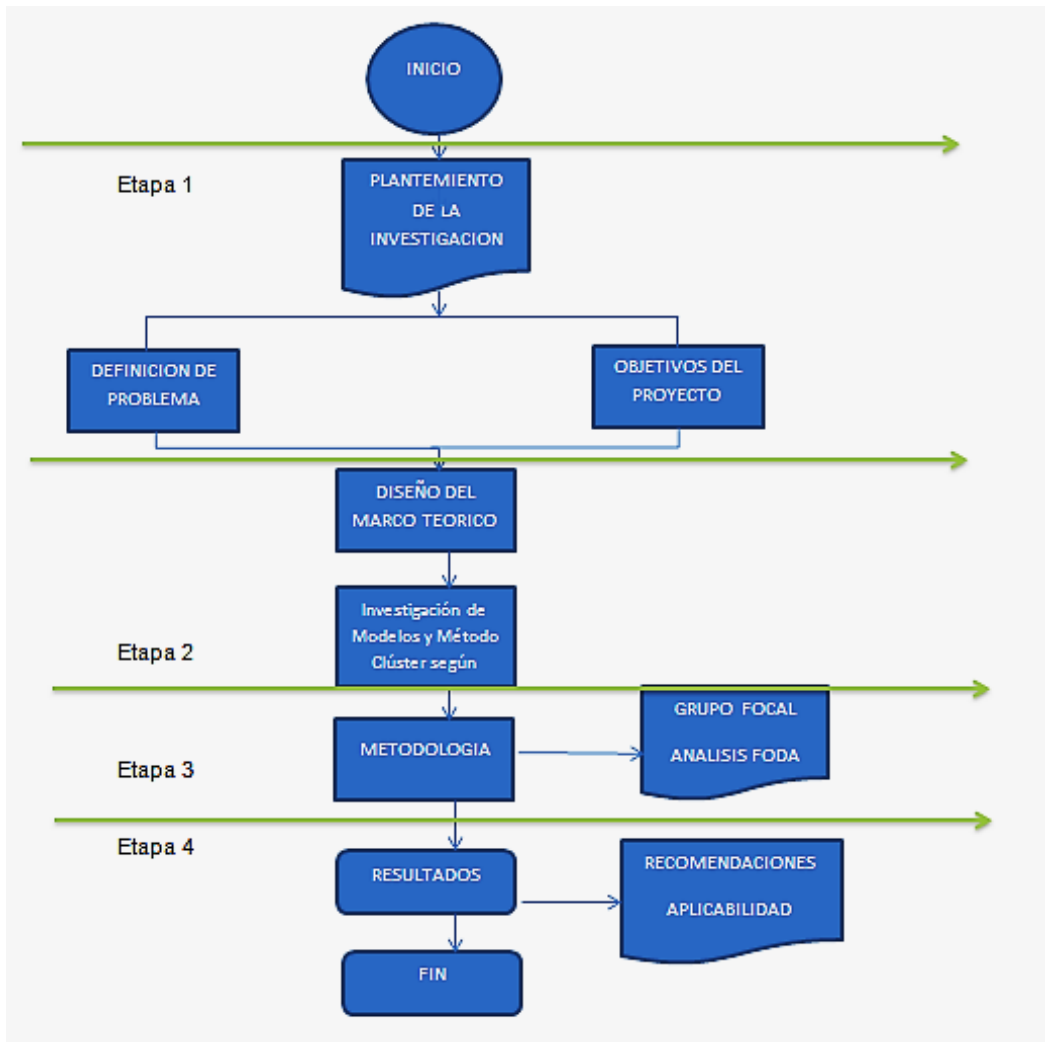 INICIO
Etapa 1
PLANTEMIENTO
DE LA
INVESTIGACION
DEFINICION DE
PROBLEMA
OBJETIVOS DEL
PROYECTO
DISEÑO DEL
MARCO TEORICO
Investigación de
Modelos y Método
Clúster según
Etapa 2
METODOLOGIA
GRUPO FOCAL
ANALISIS FODA
Etapa 3
Etapa 4
RESULTADOS
RECOMENDACIONES
APLICABILIDAD
FIN